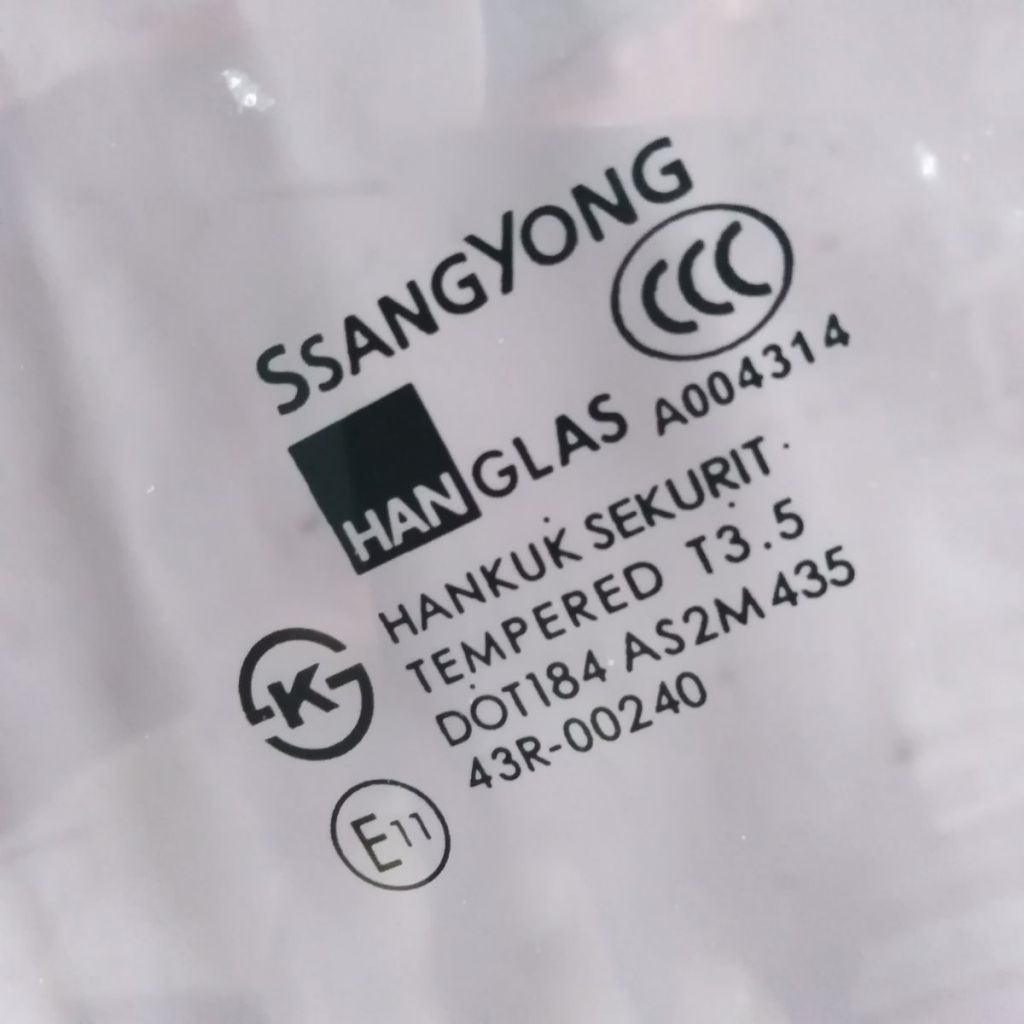 SSANGYONG
CCC
HANGLAS A004314
HANKUK SEKURIT
TEMPERED T3.5
DOT184 AS2M435
43R-00240
K
E11